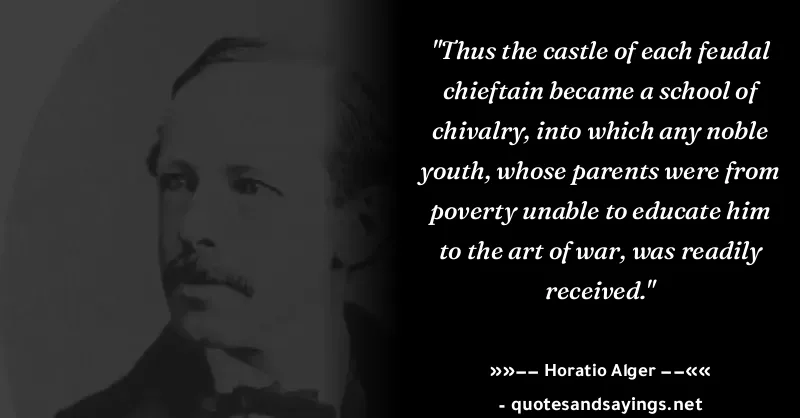 "Thus the castle of each feudal
chieftain became a school of
chivalry, into which any noble
youth, whose parents were from
poverty unable to educate him
to the art of war, was readily
received."
»»–– Horatio Alger ––««
- quotesandsayings.net